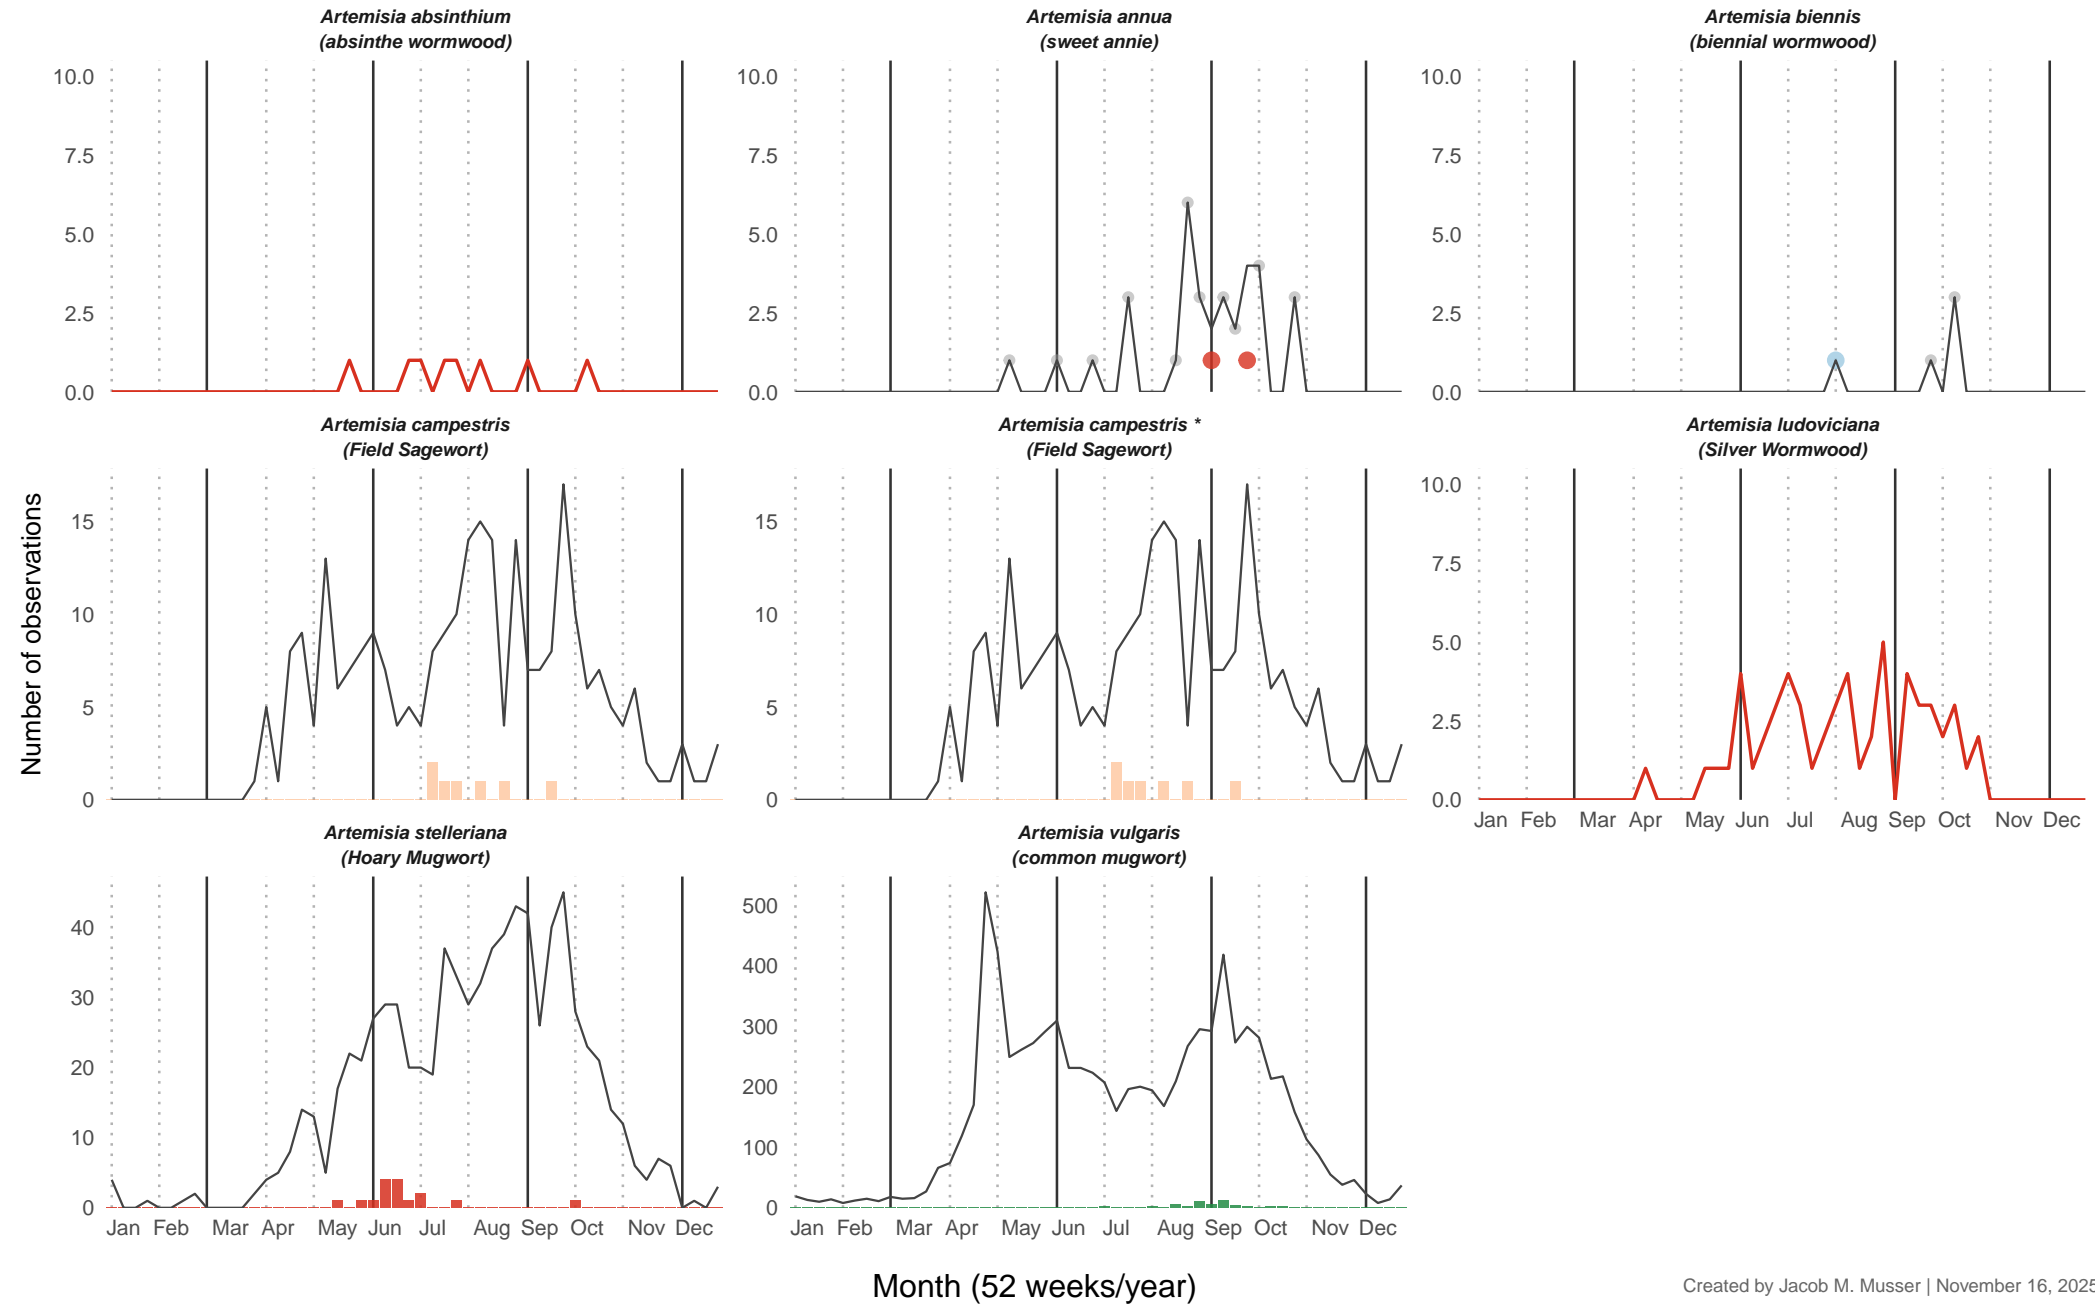 Artemisia absinthium
(absinthe wormwood)
Artemisia annua
(sweet annie)
Artemisia biennis
(biennial wormwood)
10.0
7.5
5.0
2.5
0.0
10.0
7.5
5.0
2.5
0.0
10.0
7.5
5.0
2.5
0.0
Artemisia campestris
(Field Sagewort)
Artemisia campestris *
(Field Sagewort)
Artemisia ludoviciana
(Silver Wormwood)
Number of observations
15
10
5
0
15
10
5
0
10.0
7.5
5.0
2.5
0.0
Jan Feb Mar Apr May Jun Jul Aug Sep Oct Nov Dec
Artemisia stelleriana
(Hoary Mugwort)
Artemisia vulgaris
(common mugwort)
40
30
20
10
0
500
400
300
200
100
0
Jan Feb Mar Apr May Jun Jul Aug Sep Oct Nov Dec
Jan Feb Mar Apr May Jun Jul Aug Sep Oct Nov Dec
Month (52 weeks/year)
Created by Jacob M. Musser | November 16, 2025